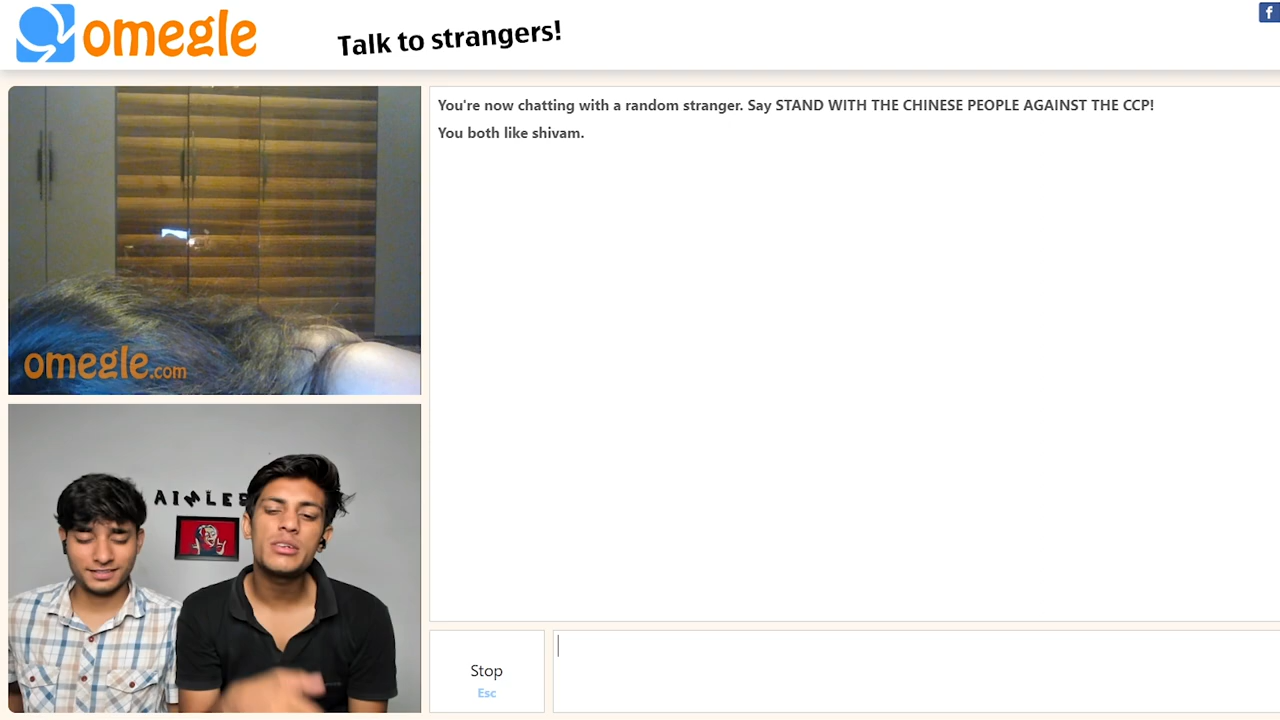 omegle
Talk to strangers!
f
You're now chatting with a random stranger. Say STAND WITH THE CHINESE PEOPLE AGAINST THE CCP!
You both like shivam.
omegle.com
AIMLES
Stop
Esc